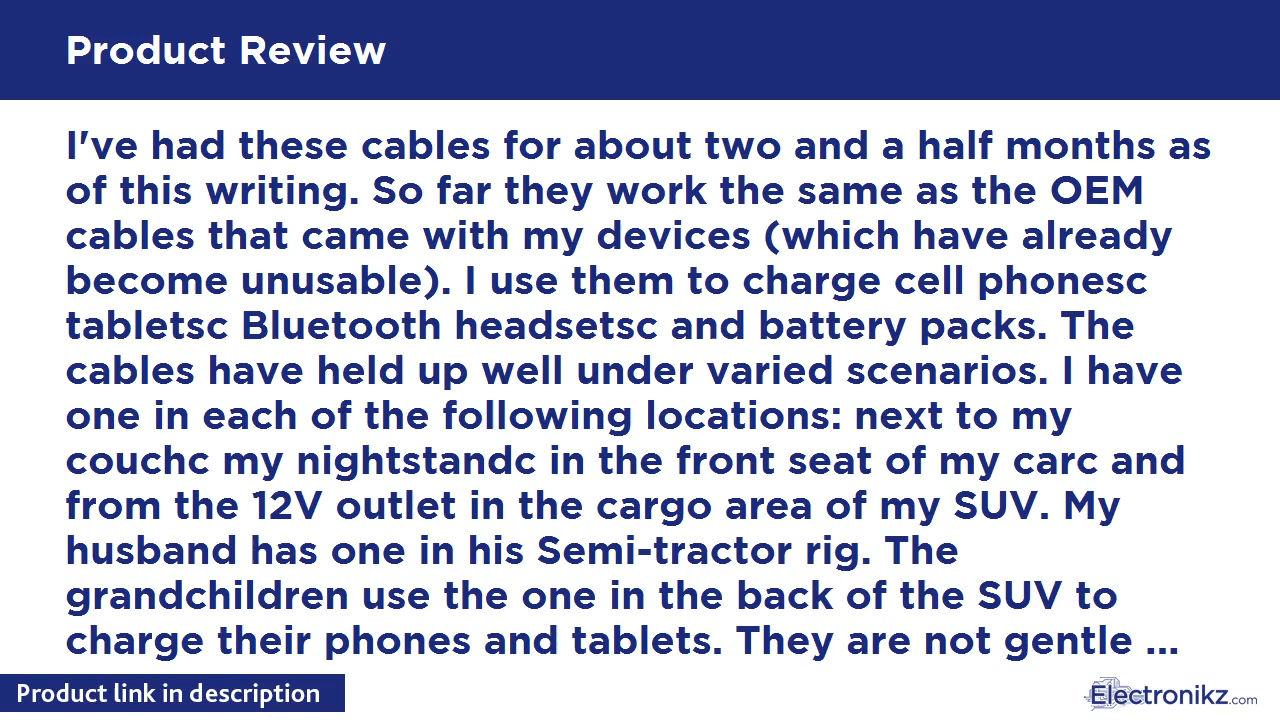 Product Review
I've had these cables for about two and a half months as
of this writing. So far they work the same as the OEM
cables that came with my devices (which have already
become unusable). I use them to charge cell phonesc
tabletsc Bluetooth headsetsc and battery packs. The
cables have held up well under varied scenarios. I have
one in each of the following locations: next to my
couchc my nightstandc in the front seat of my carc and
from the 12V outlet in the cargo area of my SUV. My
husband has one in his Semi-tractor rig. The
grandchildren use the one in the back of the SUV to
charge their phones and tablets. They are not gentle ...
Product link in description
Electronikz.com